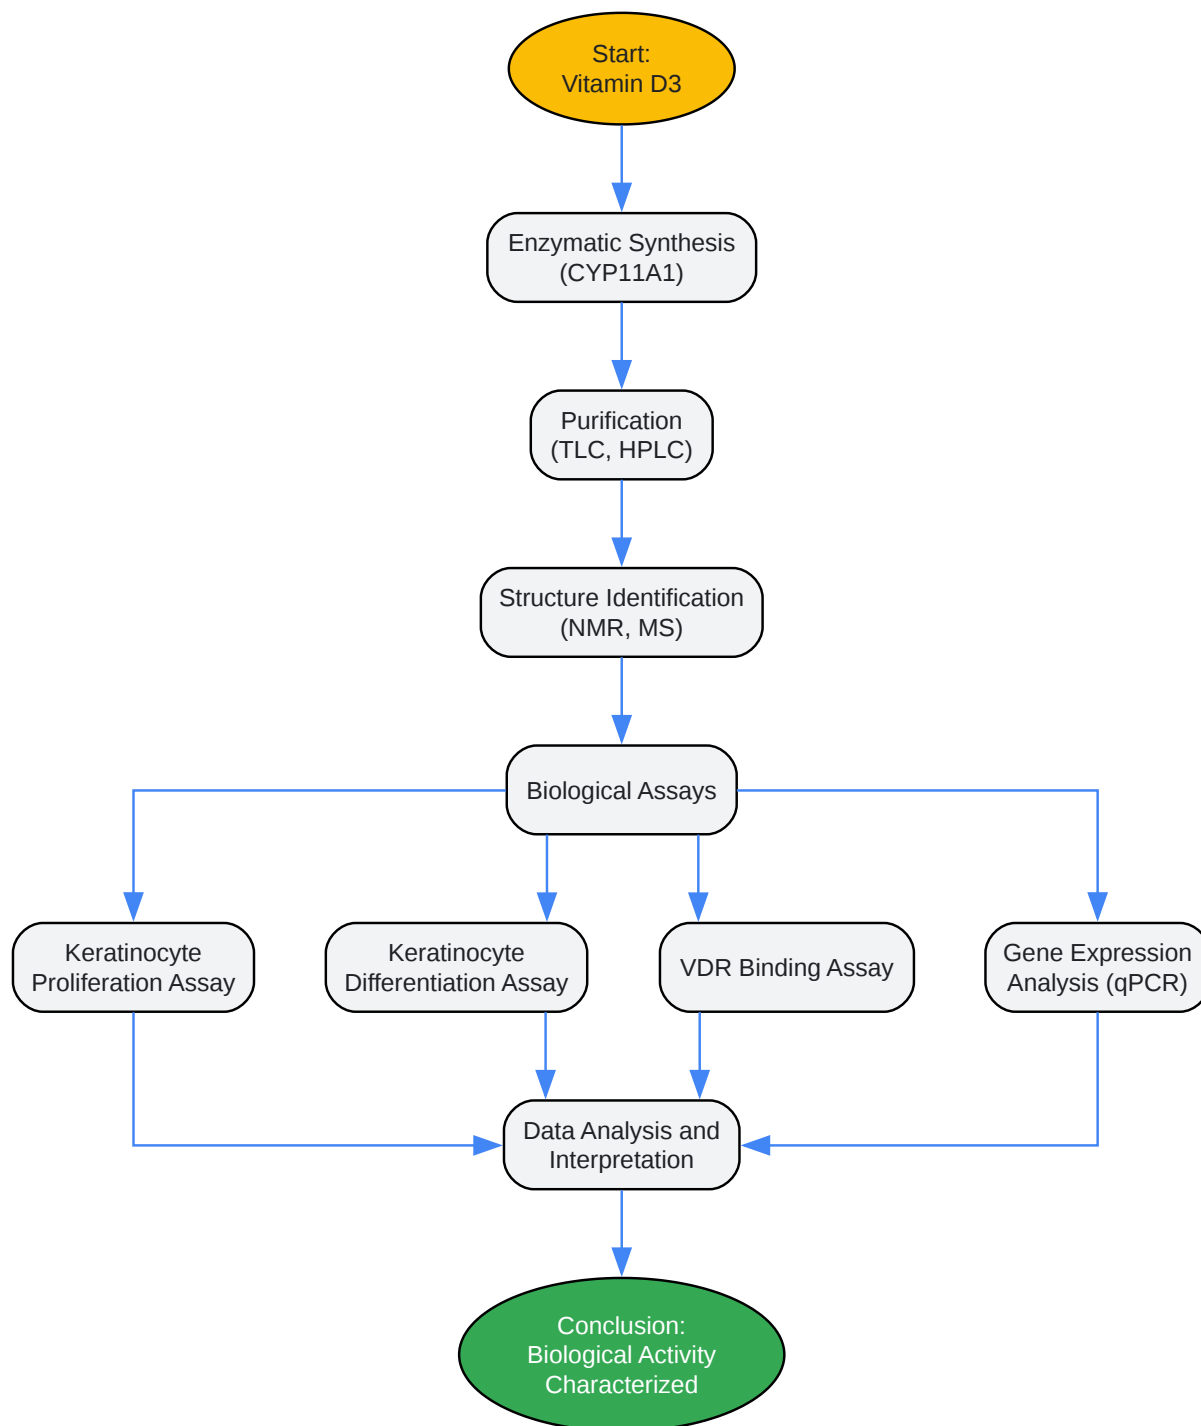 Start:
Vitamin D3
Enzymatic Synthesis
(CYP11A1)
Purification
(TLC, HPLC)
Structure Identification
(NMR, MS)
Biological Assays
Keratinocyte
Proliferation Assay
Keratinocyte
Differentiation Assay
VDR Binding Assay
Gene Expression
Analysis (qPCR)
Data Analysis and
Interpretation
Conclusion:
Biological Activity
Characterized